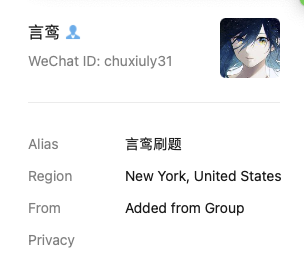 言鸾
WeChat ID: chuxiuly31
Alias 言鸾刷题
Region New York, United States
From Added from Group
Privacy